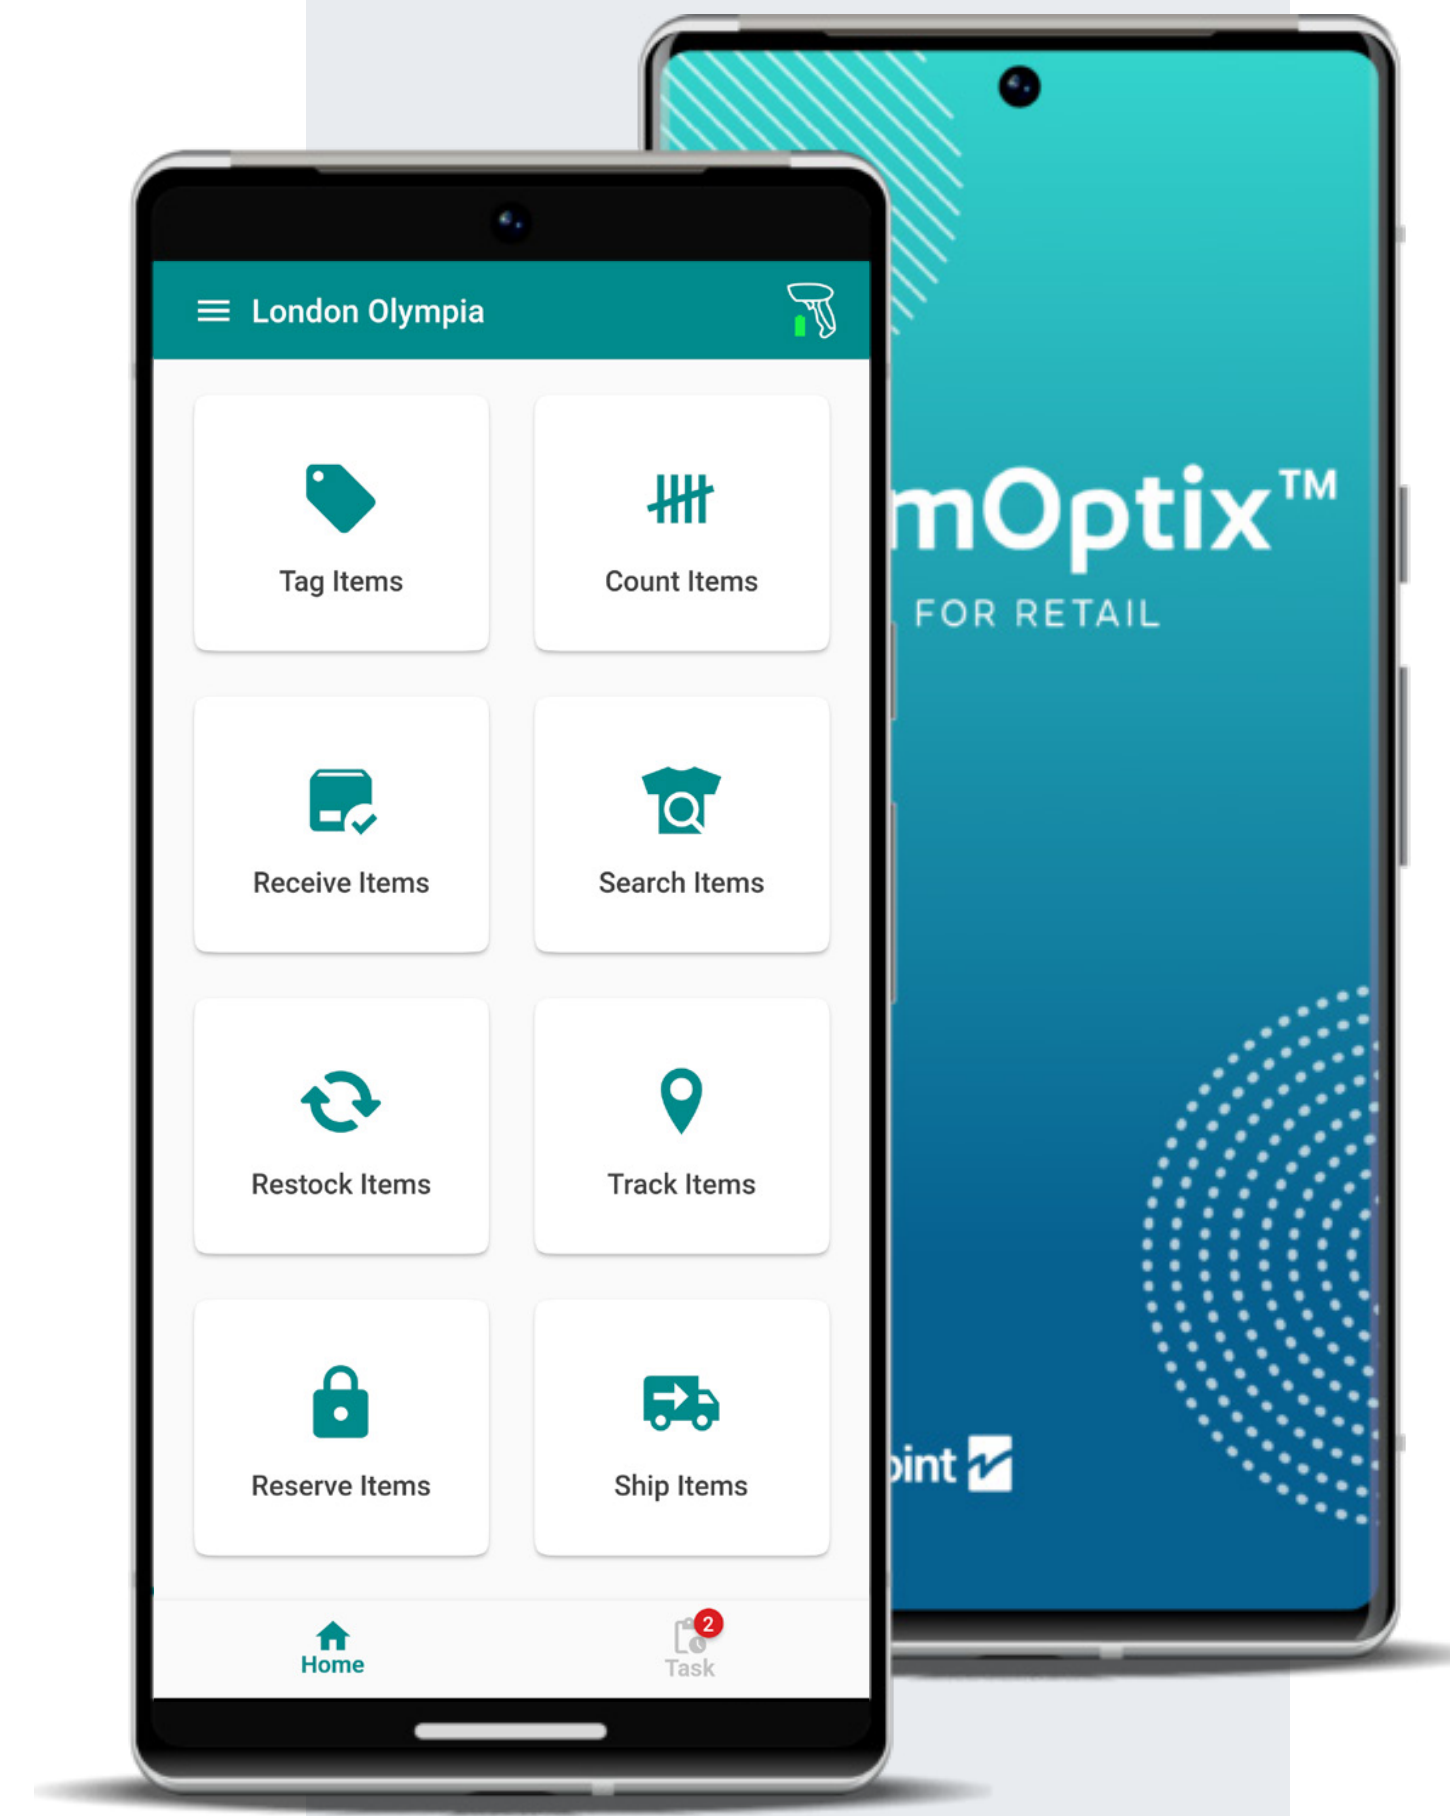 London Olympia
Tag Items
Count Items
Receive Items
Search Items
Restock Items
Track Items
Reserve Items
Ship Items
Home
2
Task
mOptix™
FOR RETAIL
oint